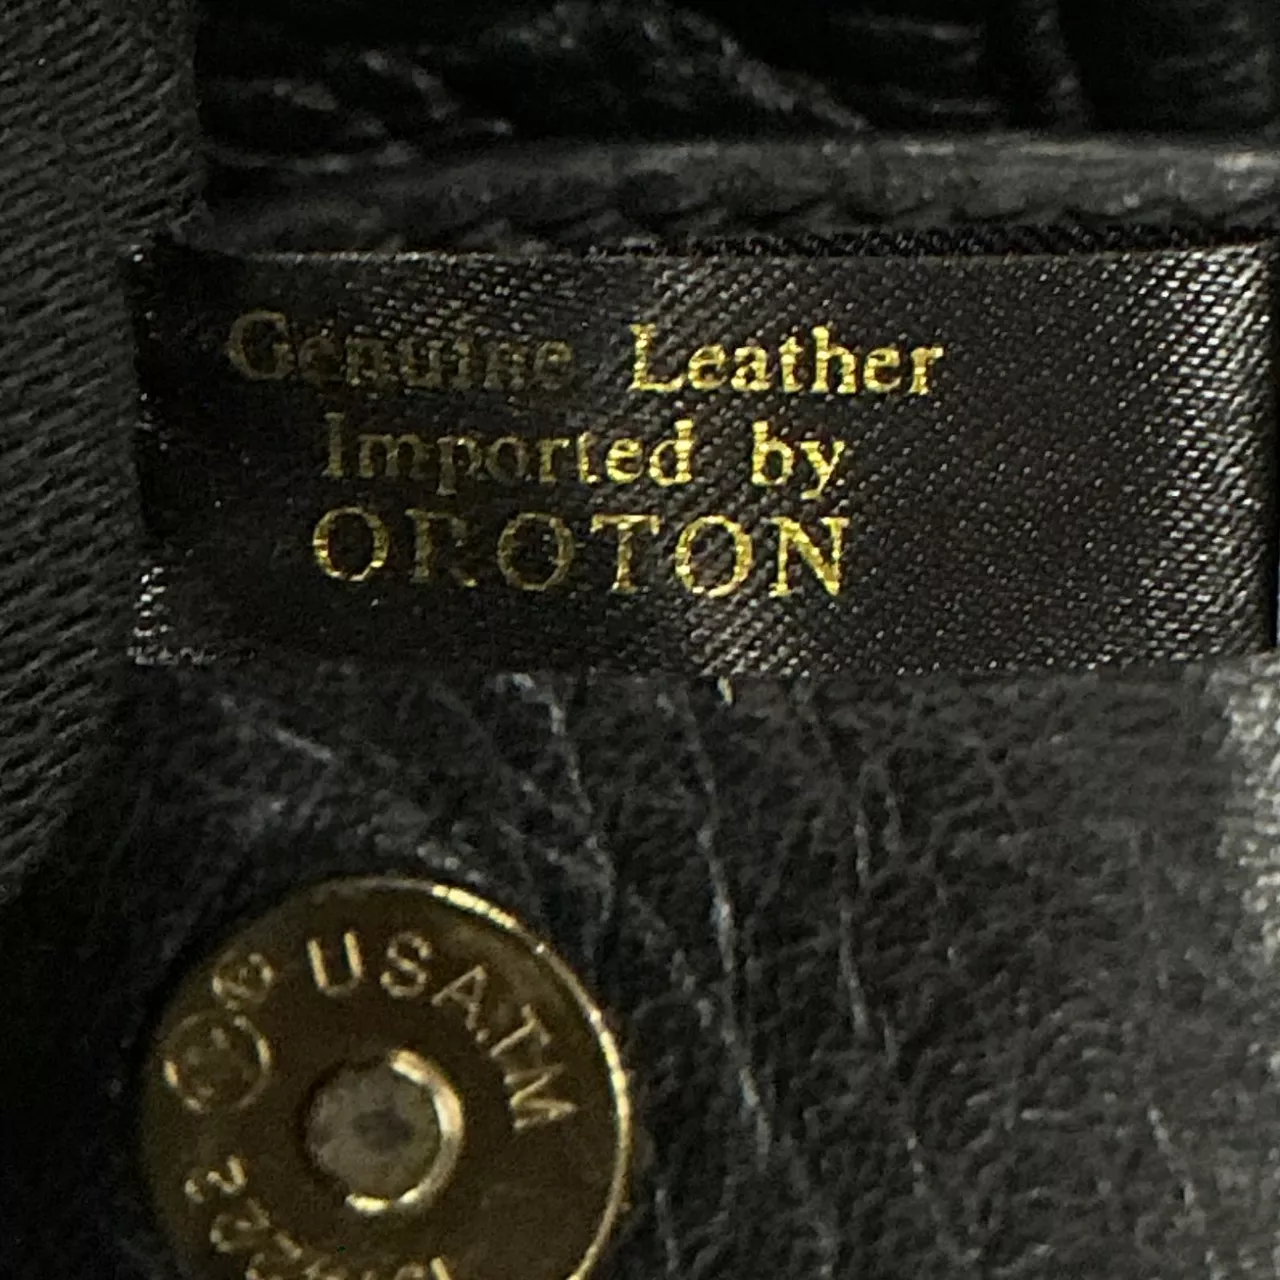 Genuine Leather
Imported by
OROTON
® USA.TM